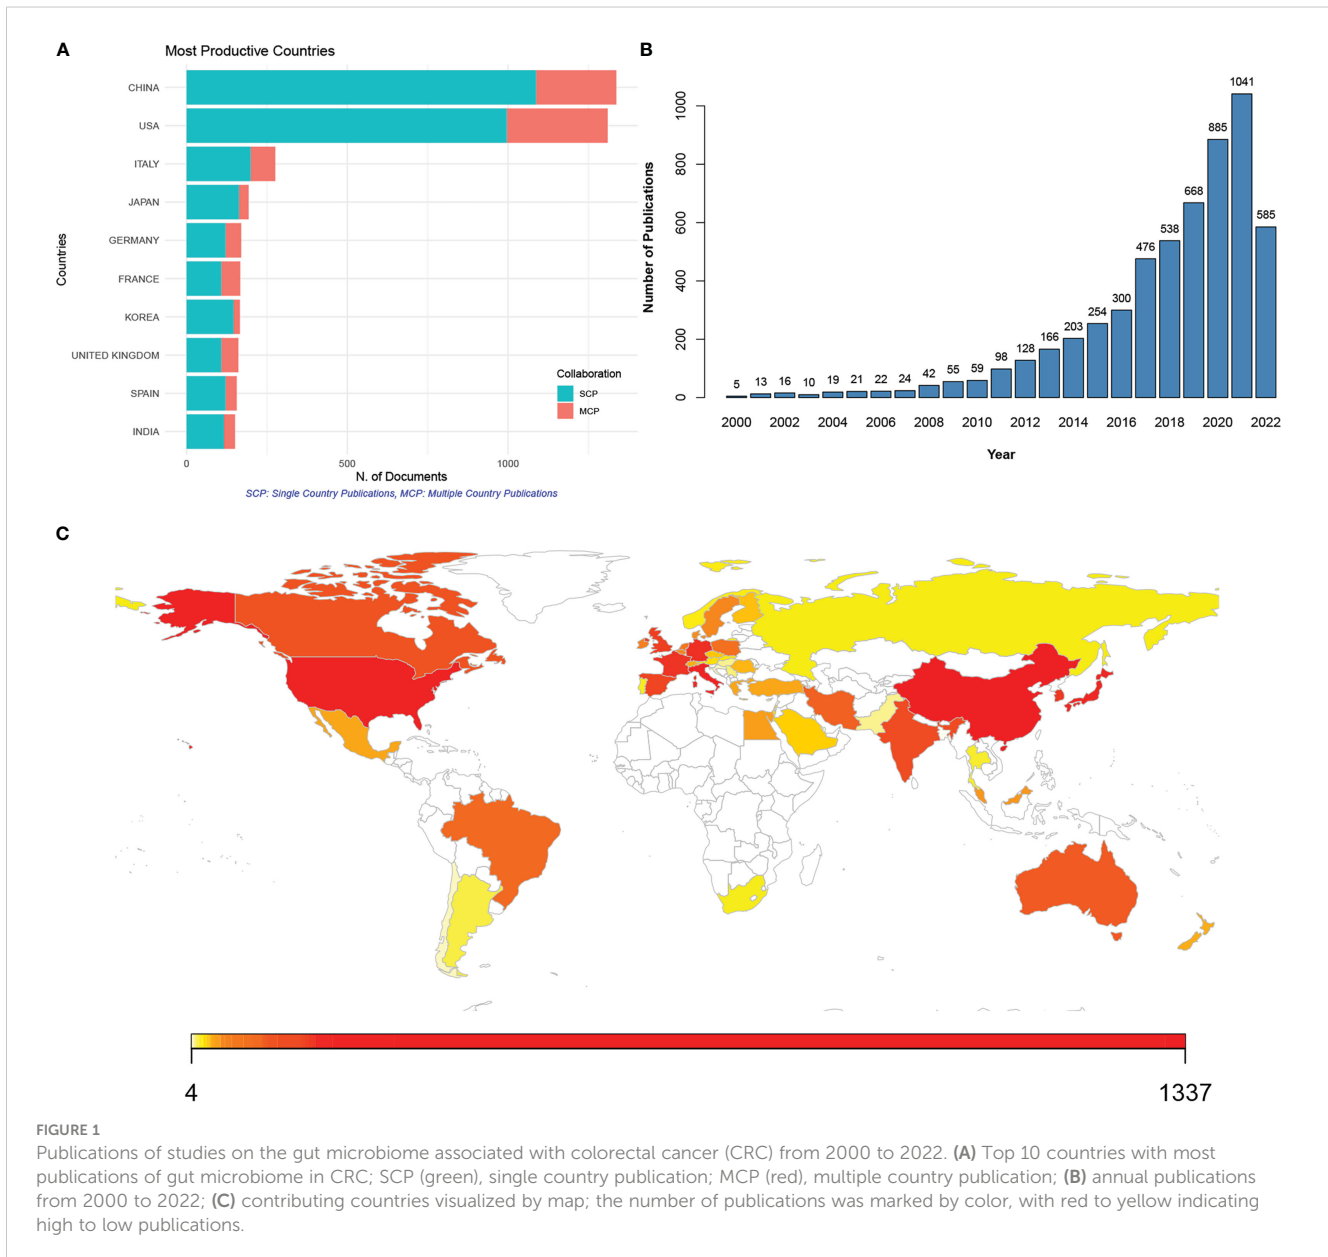 A
Most Productive Countries
Countries
CHINA
USA
ITALY
JAPAN
GERMANY
FRANCE
KOREA
UNITED KINGDOM
SPAIN
INDIA
Collaboration
SCP
MCP
0 500 1000
N. of Documents
SCP: Single Country Publications, MCP: Multiple Country Publications
B
Number of Publications
1000
800
600
400
200
0
5 13 16 10 19 21 22 24 42 55 59 98 128 166 203 254 300 476 538 668 885 1041 585
2000 2002 2004 2006 2008 2010 2012 2014 2016 2018 2020 2022
Year
C
4 1337
FIGURE 1
Publications of studies on the gut microbiome associated with colorectal cancer (CRC) from 2000 to 2022. (A) Top 10 countries with most
publications of gut microbiome in CRC; SCP (green), single country publication; MCP (red), multiple country publication; (B) annual publications
from 2000 to 2022; (C) contributing countries visualized by map; the number of publications was marked by color, with red to yellow indicating
high to low publications.